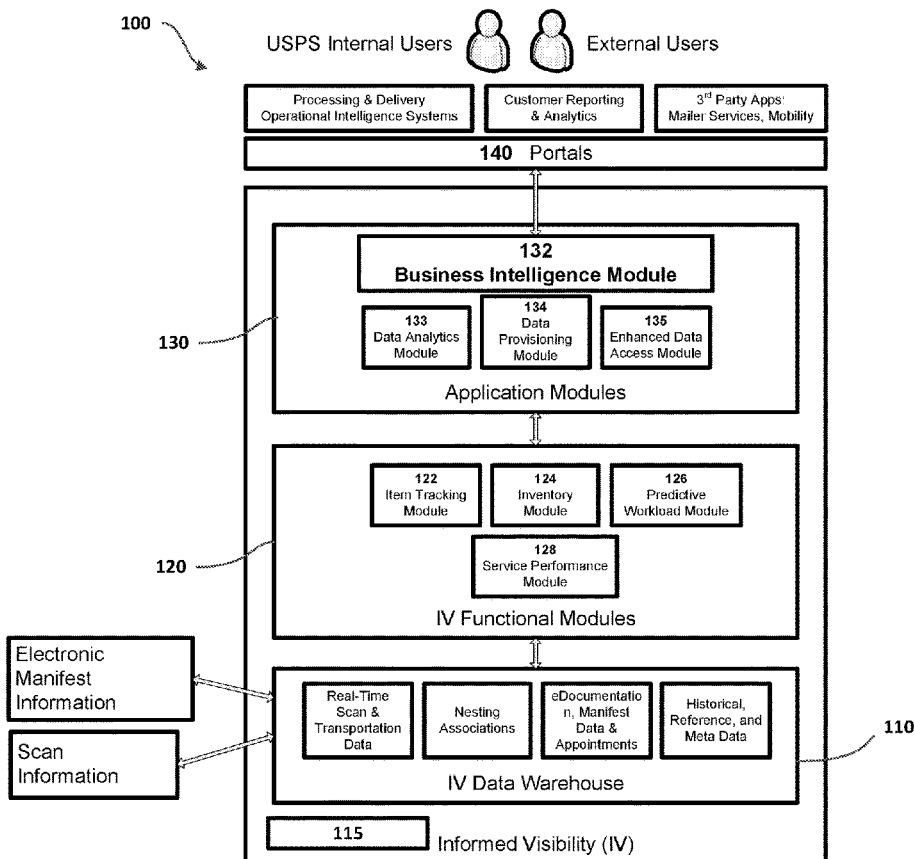 100
USPS Internal Users
External Users
Processing & Delivery
Operational Intelligence Systems
Customer Reporting
& Analytics
3rd Party Apps:
Mailer Services, Mobility
140 Portals
132
Business Intelligence Module
133
Data Analytics
Module
134
Data
Provisioning
Module
135
Enhanced Data
Access Module
130
Application Modules
122
Item Tracking
Module
124
Inventory
Module
126
Predictive
Workload Module
128
Service Performance
Module
120
IV Functional Modules
Electronic
Manifest
Information
Scan
Information
Real-Time
Scan &
Transportation
Data
Nesting
Associations
eDocumentatio
n, Manifest
Data &
Appointments
Historical,
Reference, and
Meta Data
110
IV Data Warehouse
115
Informed Visibility (IV)